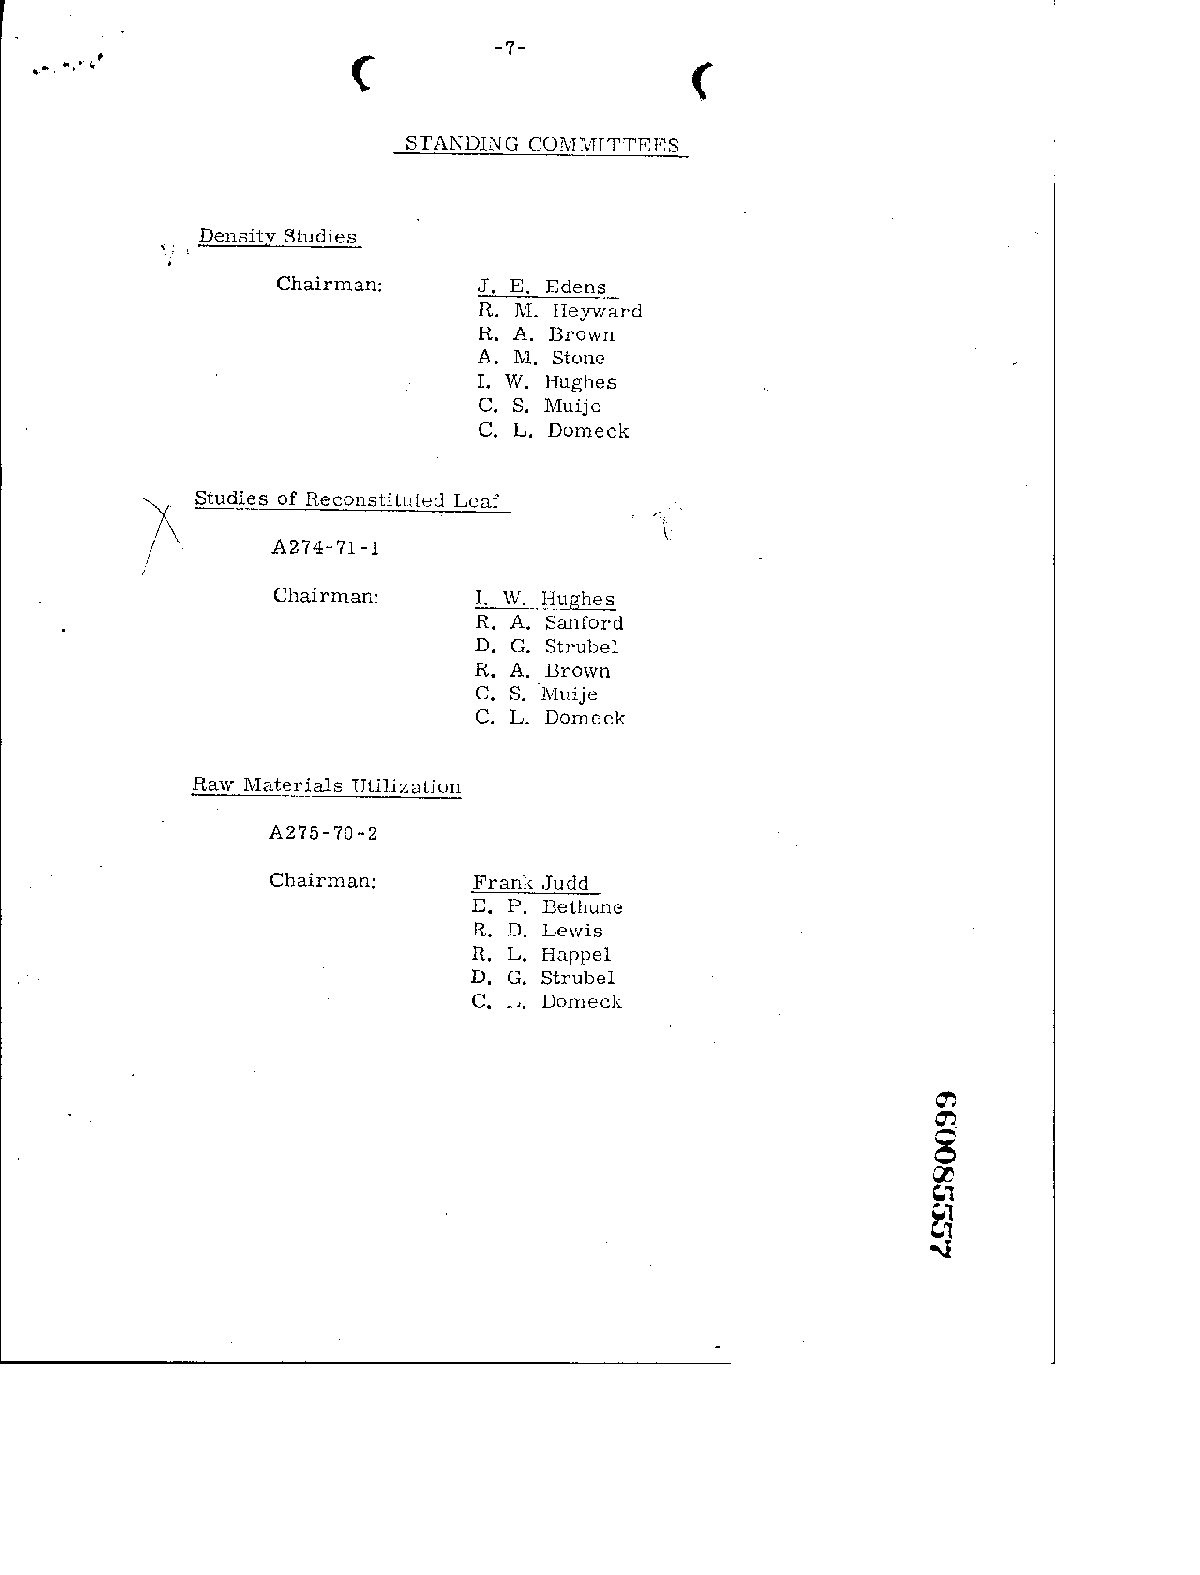 -7-
STANDING COMMITTEES
Density Studies
Chairman: J. E. Edens
R. M. Heyward
R. A. Brown
A. M. Stone
I. W. Hughes
C. S. Muije
C. L. Domeck
Studies of Reconstituted Leaf
A274-71-1
Chairman: I. W. Hughes
R. A. Sanford
D. G. Strubel
R. A. Brown
C. S. Muije
C. L. Domeck
Raw Materials Utilization
A275-70-2
Chairman: Frank Judd
E. P. Bethune
R. D. Lewis
R. L. Happel
D. G. Strubel
C. Domeck
660085557